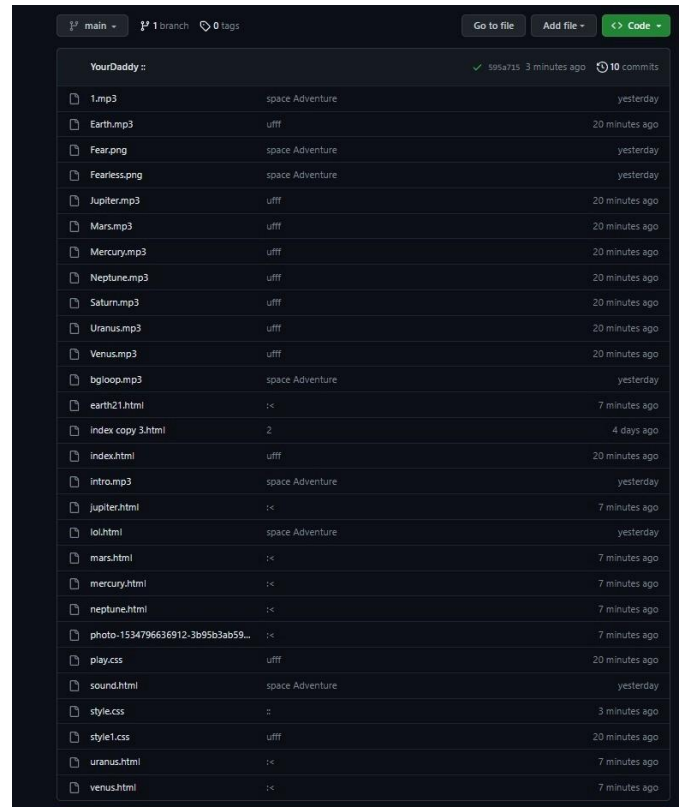 main 1 branch 0 tags Go to file Add file <> Code
YourDaddy :: 595a715 3 minutes ago 10 commits
1.mp3 space Adventure yesterday
Earth.mp3 ufff 20 minutes ago
Fear.png space Adventure yesterday
Fearless.png space Adventure yesterday
Jupiter.mp3 ufff 20 minutes ago
Mars.mp3 ufff 20 minutes ago
Mercury.mp3 ufff 20 minutes ago
Neptune.mp3 ufff 20 minutes ago
Saturn.mp3 ufff 20 minutes ago
Uranus.mp3 ufff 20 minutes ago
Venus.mp3 ufff 20 minutes ago
bgloop.mp3 space Adventure yesterday
earth21.html :< 7 minutes ago
index copy 3.html 2 4 days ago
index.html ufff 20 minutes ago
intro.mp3 space Adventure yesterday
jupiter.html :< 7 minutes ago
lol.html space Adventure yesterday
mars.html :< 7 minutes ago
mercury.html :< 7 minutes ago
neptune.html :< 7 minutes ago
photo-1534796636912-3b95b3ab59... :< 7 minutes ago
play.css ufff 20 minutes ago
sound.html space Adventure yesterday
style.css :: 3 minutes ago
style1.css ufff 20 minutes ago
uranus.html :< 7 minutes ago
venus.html :< 7 minutes ago